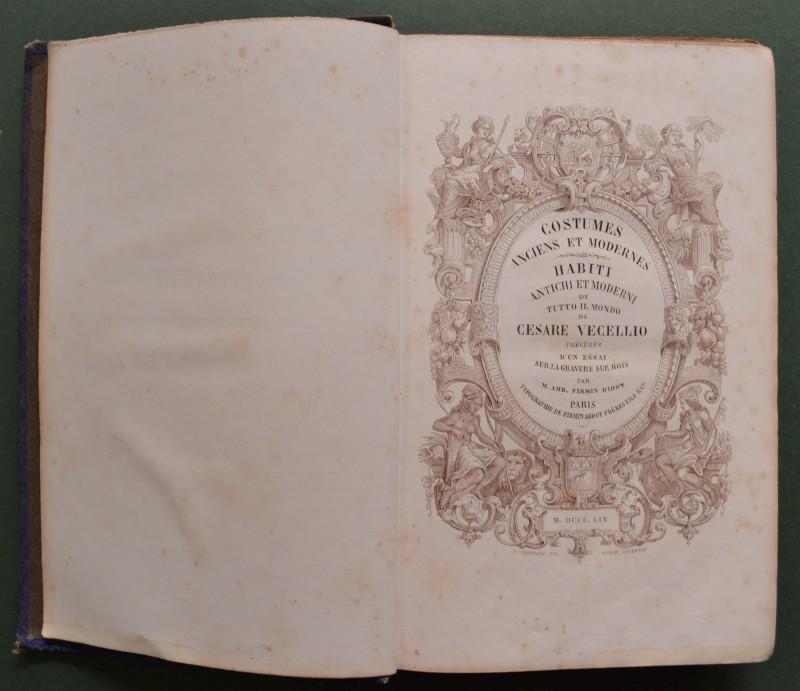 COSTUMES
ANCIENS ET MODERNES
HABITI
ANTICHI ET MODERNI
DI
TUTTO IL MONDO
DI
CESARE VECELLIO
PRÉCÉDÉS
D'UN ESSAI
SUR LA GRAVURE SUR BOIS
PAR
M. AMB. FIRMIN DIDOT
PARIS
TYPOGRAPHIE DE FIRMIN DIDOT FRÈRES FILS & Cie
M. DCCC. LIX